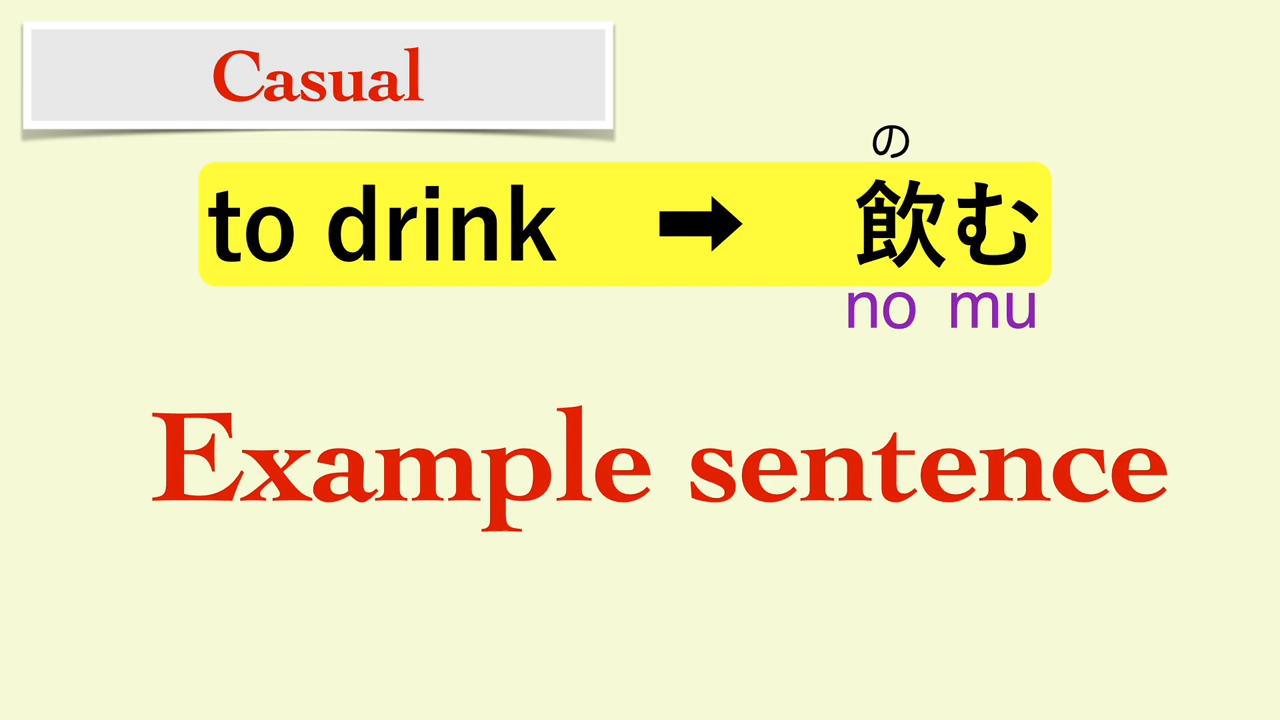 Casual
の
to drink ➡ 飲む
no mu
Example sentence